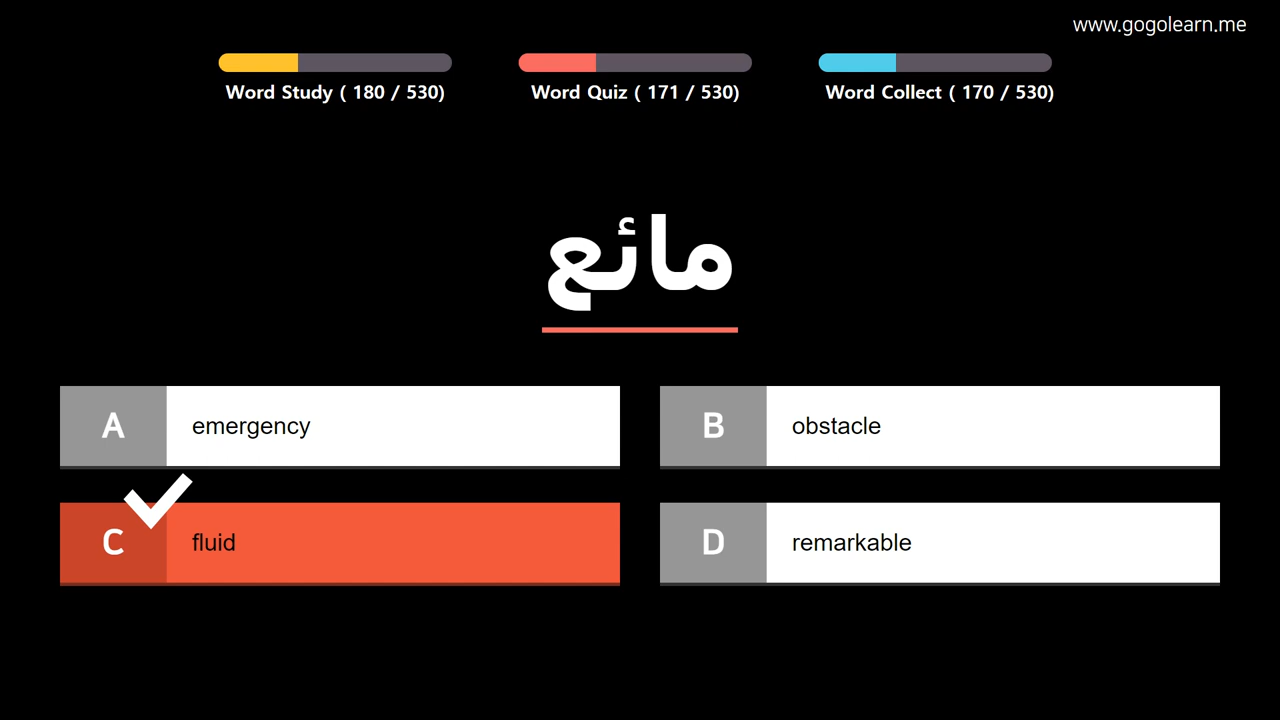 www.gogolearn.me
Word Study ( 180 / 530)
Word Quiz ( 171 / 530)
Word Collect ( 170 / 530)
مائع
A emergency
B obstacle
C fluid
D remarkable